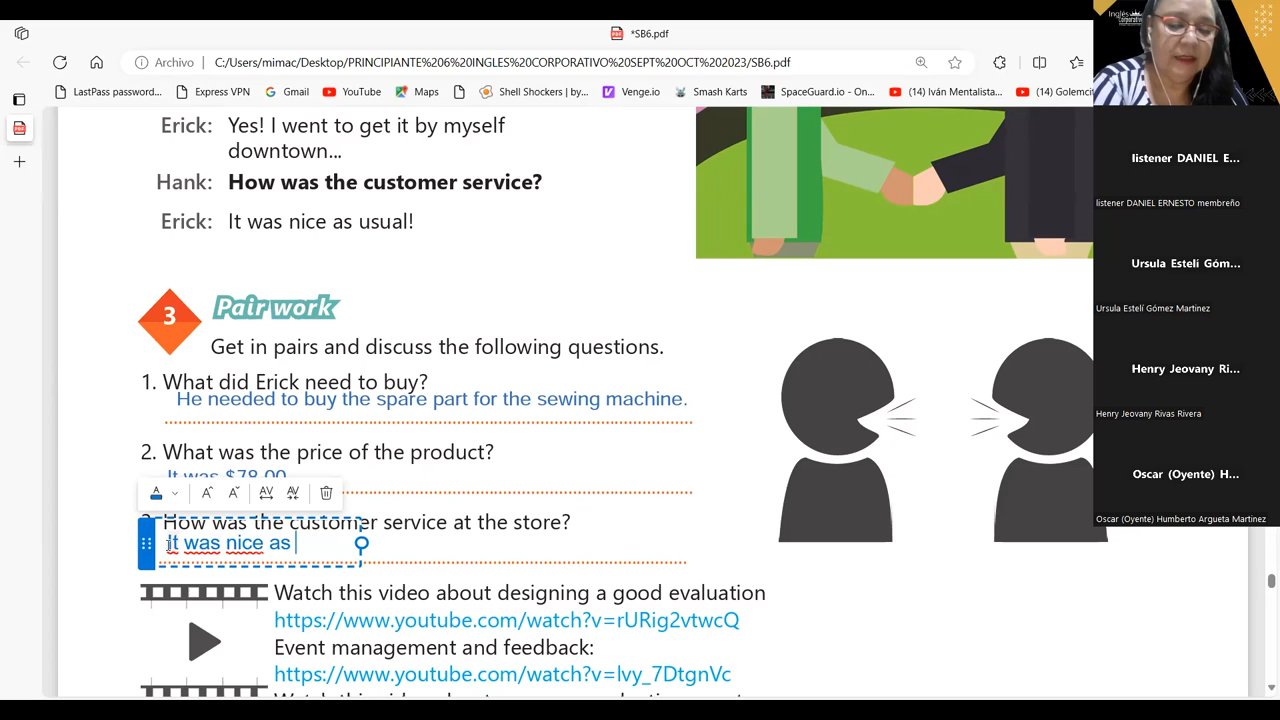 *SB6.pdf
Archivo
C:/Users/mimac/Desktop/PRINCIPIANTE%206%20INGLES%20CORPORATIVO%20SEPT%20OCT%202023/SB6.pdf
LastPass password...
Express VPN
Gmail
YouTube
Maps
Shell Shockers | by...
Venge.io
Smash Karts
SpaceGuard.io - On...
(14) Iván Mentalista...
(14) Golemcit
Inglés
Corporativo
Erick: Yes! I went to get it by myself
downtown...
Hank: How was the customer service?
Erick: It was nice as usual!
3
Pair work
Get in pairs and discuss the following questions.
1. What did Erick need to buy?
He needed to buy the spare part for the sewing machine.
2. What was the price of the product?
It was $78.00
How was the customer service at the store?
It was nice as
Watch this video about designing a good evaluation
https://www.youtube.com/watch?v=rURig2vtwcQ
Event management and feedback:
https://www.youtube.com/watch?v=lvy_7DtgnVc
listener DANIEL E...
listener DANIEL ERNESTO membreño
Ursula Estelí Góm...
Ursula Estelí Gómez Martinez
Henry Jeovany Ri...
Henry Jeovany Rivas Rivera
Oscar (Oyente) H...
Oscar (Oyente) Humberto Argueta Martinez